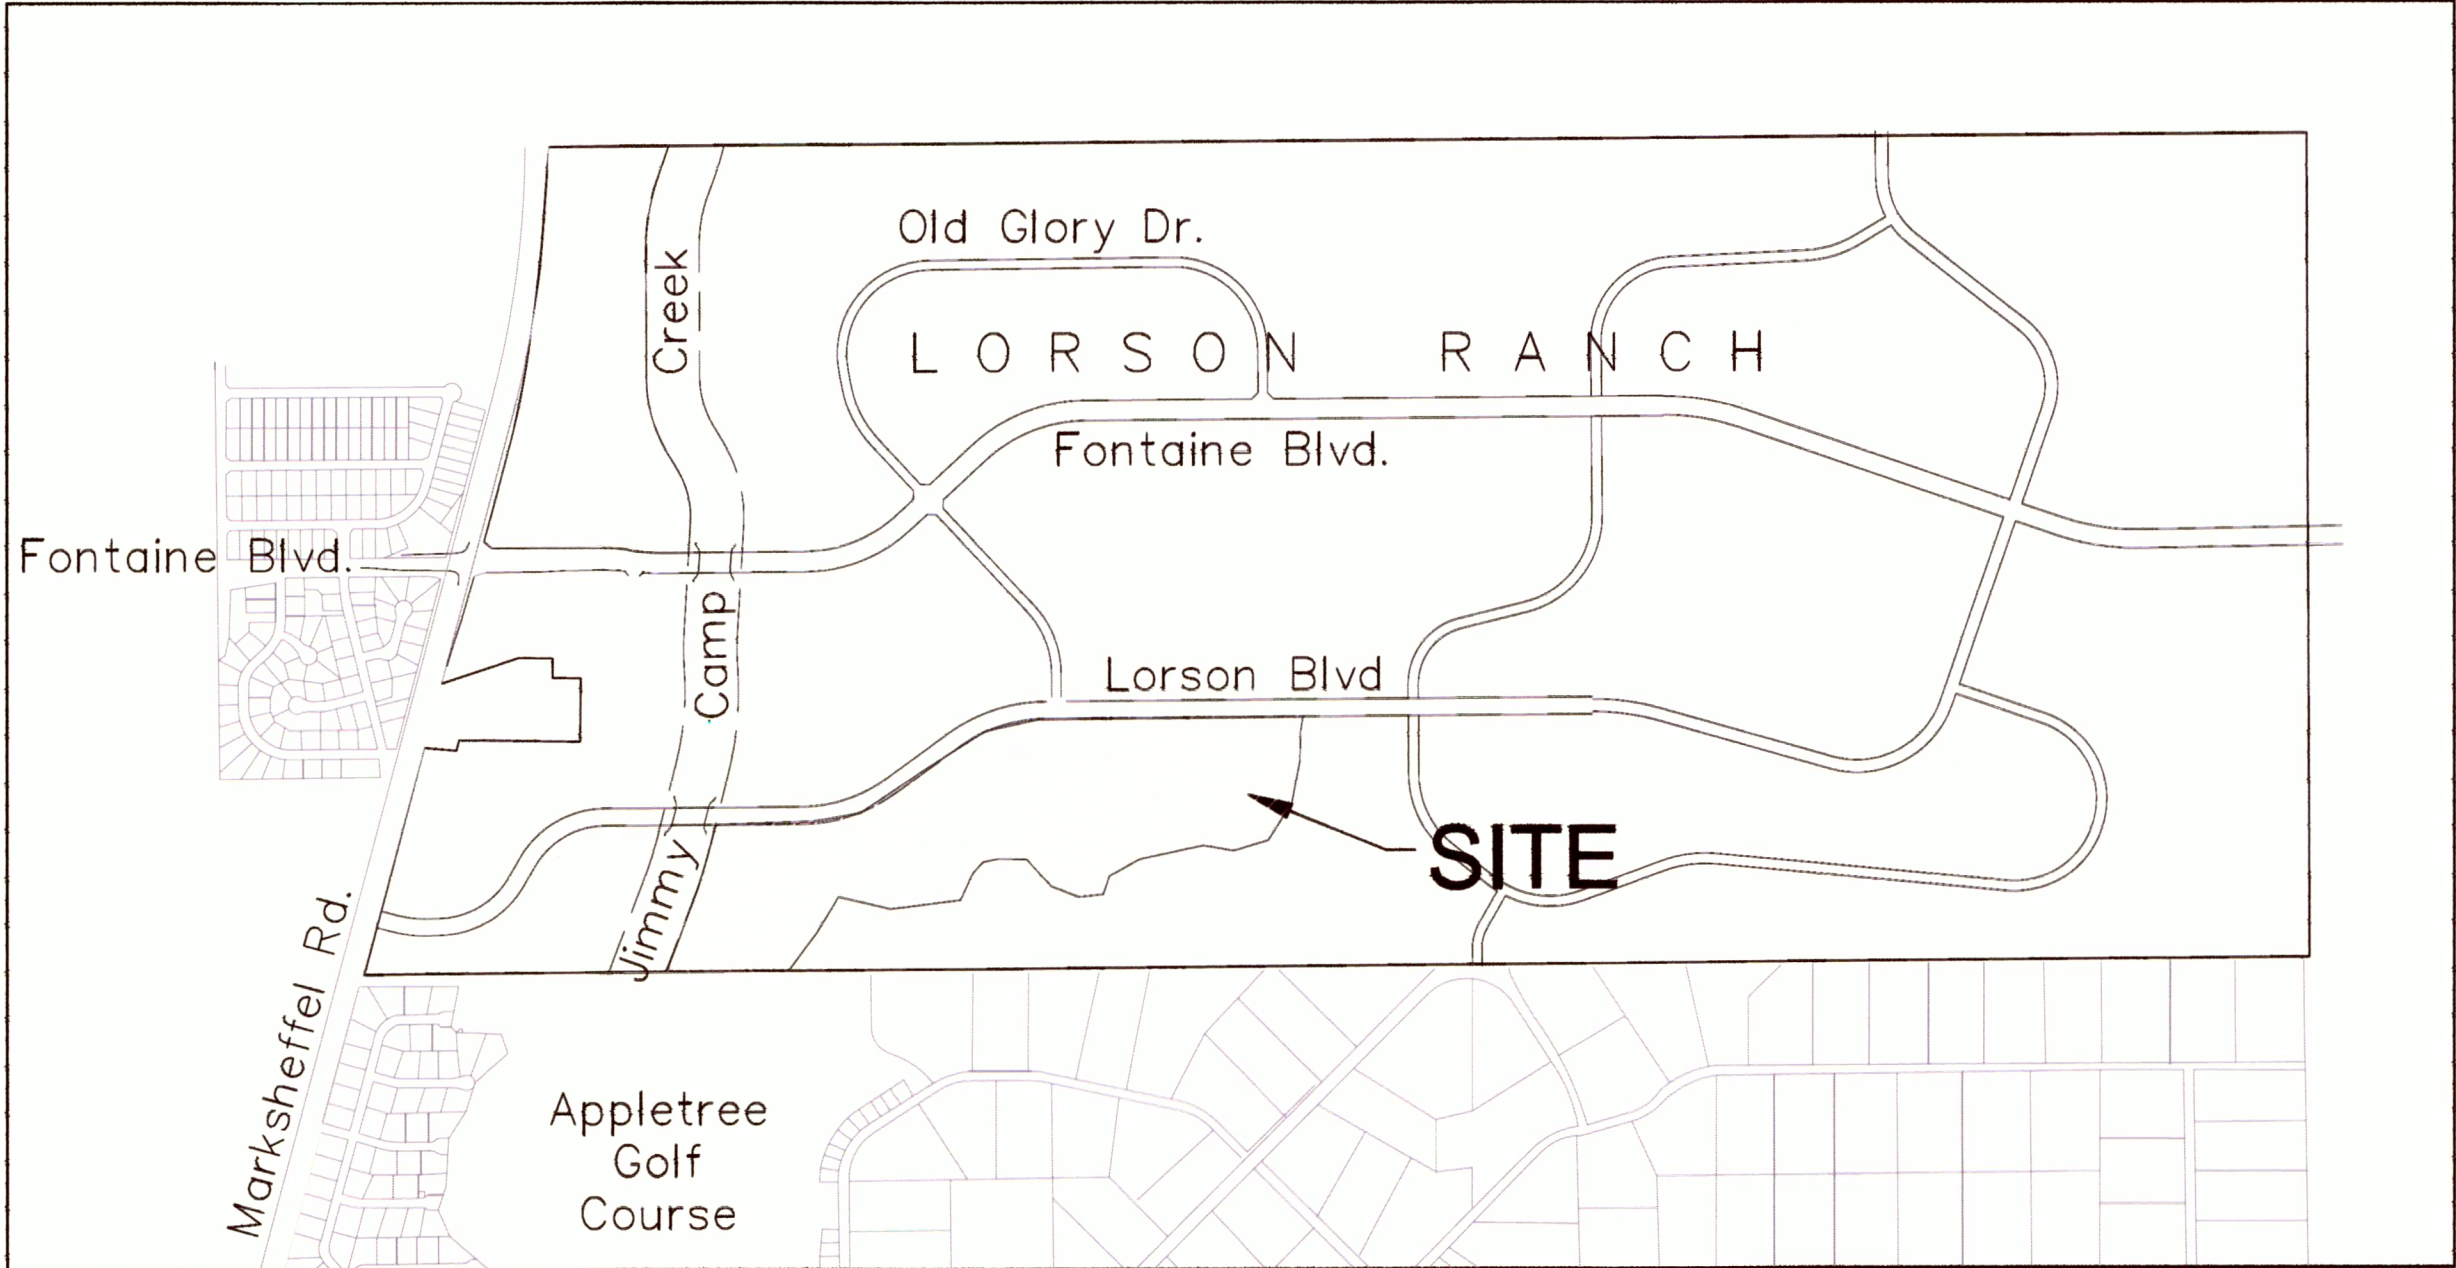 Old Glory Dr.
Creek
LORSON RANCH
Fontaine Blvd.
Fontaine Blvd.
Camp
Lorson Blvd
SITE
Jimmy
Marksheffel Rd.
Appletree
Golf
Course